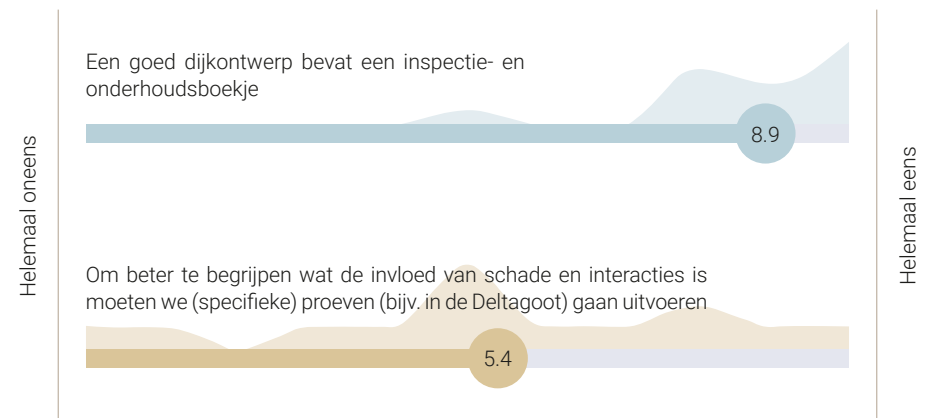 Een goed dijkontwerp bevat een inspectie- en
onderhoudsboekje
8.9
Helemaal oneens
Helemaal eens
Om beter te begrijpen wat de invloed van schade en interacties is
moeten we (specifieke) proeven (bijv. in de Deltagoot) gaan uitvoeren
5.4